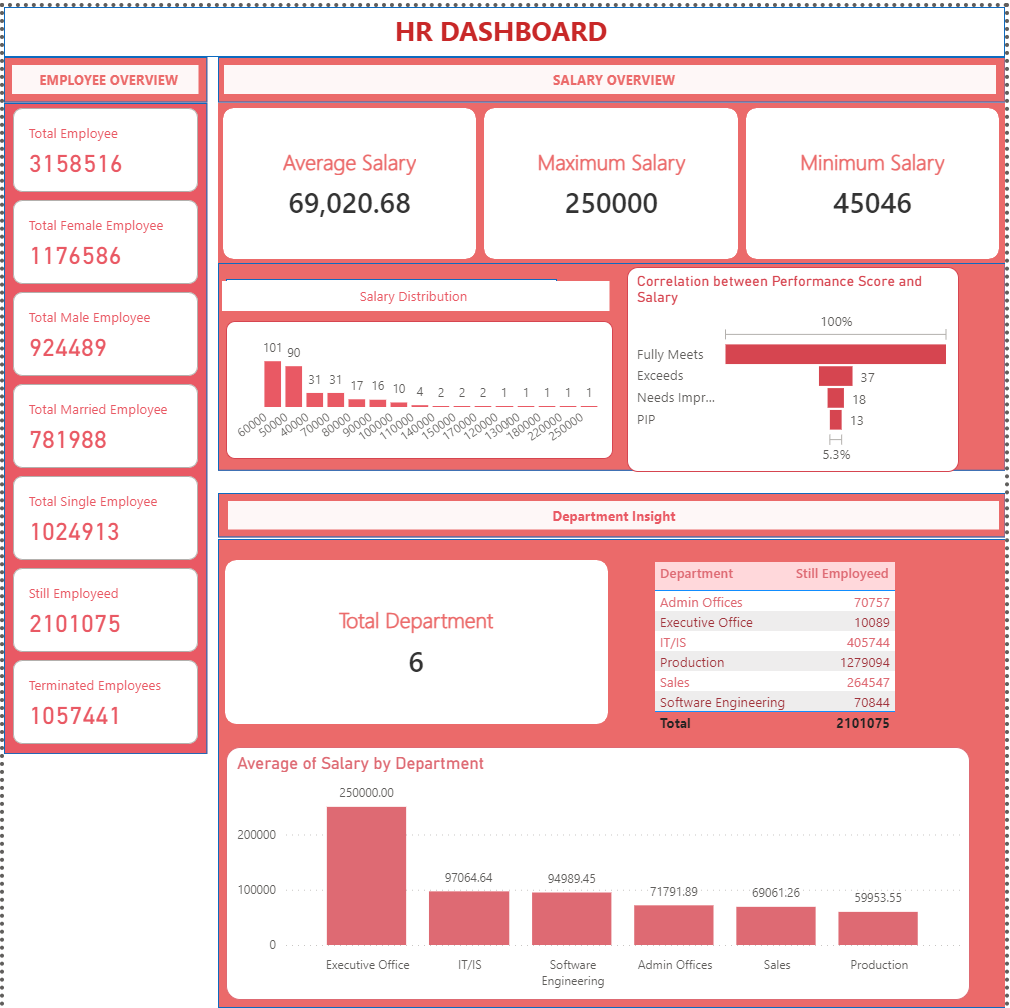 HR DASHBOARD
EMPLOYEE OVERVIEW
Total Employee
3158516
Total Female Employee
1176586
Total Male Employee
924489
Total Married Employee
781988
Total Single Employee
1024913
Still Employeed
2101075
Terminated Employees
1057441
SALARY OVERVIEW
Average Salary
69,020.68
Maximum Salary
250000
Minimum Salary
45046
Salary Distribution
101 90 31 31 17 16 10 4 2 2 2 1 1 1 1 1
60000 50000 40000 70000 80000 90000 100000 110000 140000 150000 170000 120000 130000 180000 220000 250000
Correlation between Performance Score and
Salary
100%
Fully Meets
Exceeds 37
Needs Impr... 18
PIP 13
5.3%
Department Insight
Total Department
6
Department Still Employeed
Admin Offices 70757
Executive Office 10089
IT/IS 405744
Production 1279094
Sales 264547
Software Engineering 70844
Total 2101075
Average of Salary by Department
250000.00
200000
97064.64 94989.45 71791.89 69061.26 59953.55
100000
0
Executive Office IT/IS Software Admin Offices Sales Production
Engineering